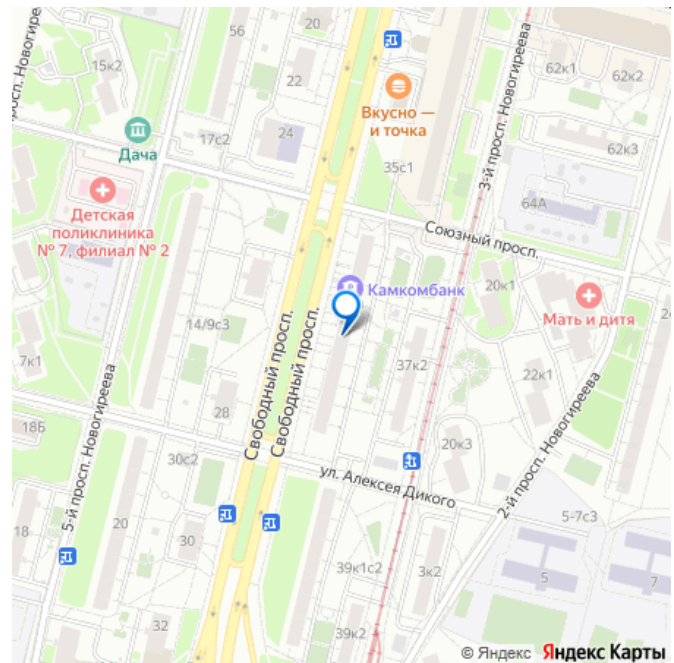 20
56
15к2
просп. Новогиреева
22
62к1
62к2
Вкусно —
и точка
17с2
24
Дача
62к3
3-й просп. Новогиреева
35с1
64А
Детская
поликлиника
№ 7, филиал № 2
Союзный просп.
20к1
Камкомбанк
Мать и дитя
24
14/9с3
Свободный просп.
Свободный просп.
7к1
37к2
22к1
28
18Б
5-й просп. Новогиреева
20к3
2-й просп. Новогиреева
30с2
ул. Алексея Дикого
5-7с3
18
20
30
39к1с2
3к2
5
7
32
39к2
© Яндекс Яндекс Карты